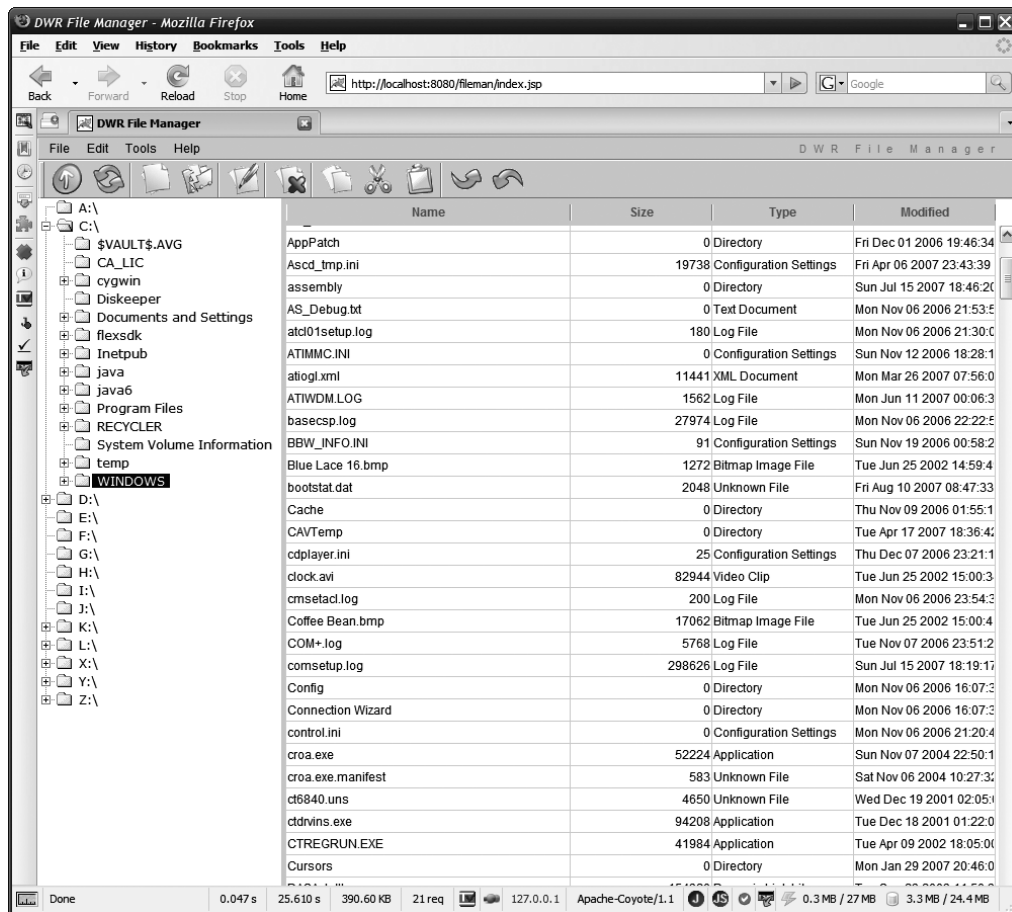 DWR File Manager - Mozilla Firefox
File Edit View History Bookmarks Tools Help
Back Forward Reload Stop Home http://localhost:8080/fileman/index.jsp G Google
DWR File Manager
File Edit Tools Help DWR File Manager
Name Size Type Modified
A:\
C:\
$VAULT$.AVG
CA_LIC
cygwin
Diskeeper
Documents and Settings
flexsdk
Inetpub
java
java6
Program Files
RECYCLER
System Volume Information
temp
WINDOWS
D:\
E:\
F:\
G:\
H:\
I:\
J:\
K:\
L:\
X:\
Y:\
Z:\
AppPatch 0 Directory Fri Dec 01 2006 19:46:34
Ascd_tmp.ini 19738 Configuration Settings Fri Apr 06 2007 23:43:39
assembly 0 Directory Sun Jul 15 2007 18:46:20
AS_Debug.txt 0 Text Document Mon Nov 06 2006 21:53:5
atcl01setup.log 180 Log File Mon Nov 06 2006 21:30:0
ATIMMC.INI 0 Configuration Settings Sun Nov 12 2006 18:28:1
atiogl.xml 11441 XML Document Mon Mar 26 2007 07:56:0
ATIWDM.LOG 1562 Log File Mon Jun 11 2007 00:06:3
basecsp.log 27974 Log File Mon Nov 06 2006 22:22:5
BBW_INFO.INI 91 Configuration Settings Sun Nov 19 2006 00:58:2
Blue Lace 16.bmp 1272 Bitmap Image File Tue Jun 25 2002 14:59:4
bootstat.dat 2048 Unknown File Fri Aug 10 2007 08:47:33
Cache 0 Directory Thu Nov 09 2006 01:55:1
CAVTemp 0 Directory Tue Apr 17 2007 18:36:42
cdplayer.ini 25 Configuration Settings Thu Dec 07 2006 23:21:1
clock.avi 82944 Video Clip Tue Jun 25 2002 15:00:3
cmsetacl.log 200 Log File Mon Nov 06 2006 23:54:3
Coffee Bean.bmp 17062 Bitmap Image File Tue Jun 25 2002 15:00:4
COM+.log 5768 Log File Tue Nov 07 2006 23:51:2
comsetup.log 298626 Log File Sun Jul 15 2007 18:19:17
Config 0 Directory Mon Nov 06 2006 16:07:3
Connection Wizard 0 Directory Mon Nov 06 2006 16:07:3
control.ini 0 Configuration Settings Mon Nov 06 2006 21:20:4
croa.exe 52224 Application Sun Nov 07 2004 22:50:1
croa.exe.manifest 583 Unknown File Sat Nov 06 2004 10:27:32
ct6840.uns 4650 Unknown File Wed Dec 19 2001 02:05:
ctdrvins.exe 94208 Application Tue Dec 18 2001 01:22:0
CTREGRUN.EXE 41984 Application Tue Apr 09 2002 18:05:00
Cursors 0 Directory Mon Jan 29 2007 20:46:0
Done 0.047 s 25.610 s 390.60 KB 21 req 127.0.0.1 Apache-Coyote/1.1 J JS 0.3 MB / 27 MB 3.3 MB / 24.4 MB